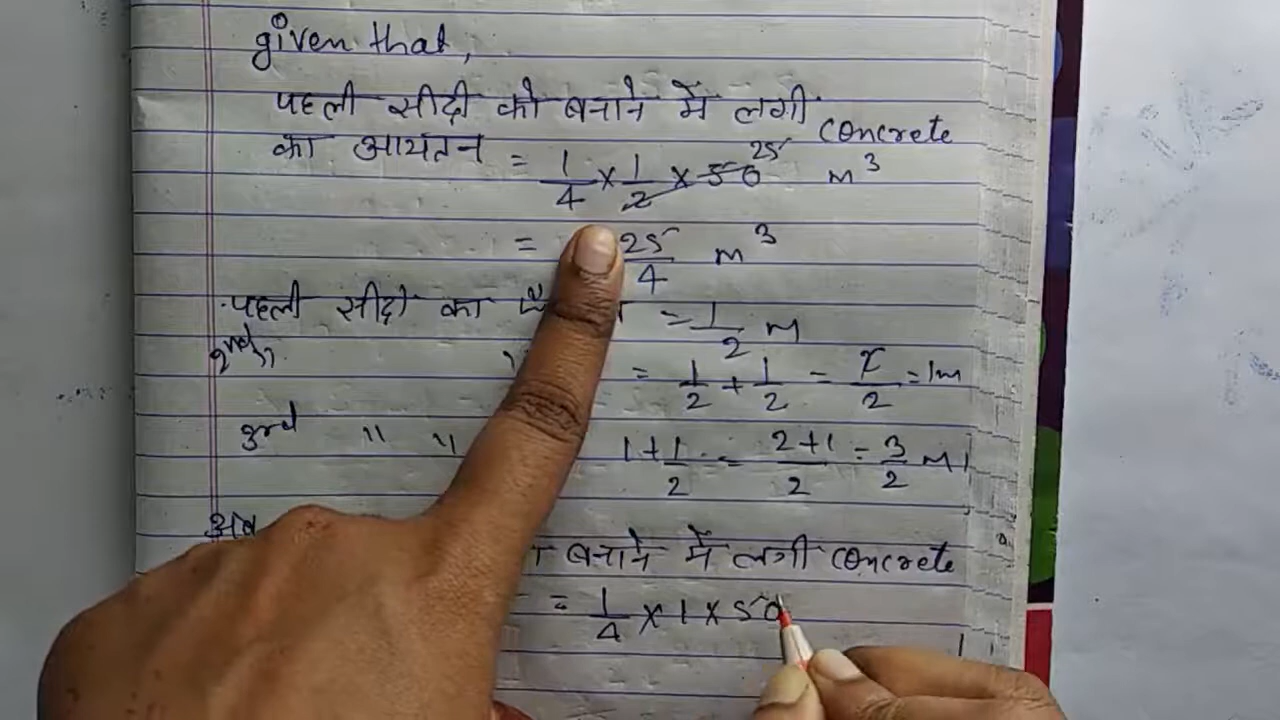 given that,
पहली सीढ़ी को बनाने में लगी concrete
का आयतन = 1/4 × 1/2 × 50 25 m³
= 25/4 m³
पहली सीढ़ी का = 1/2 m
2nd " " = 1/2 + 1/2 = 2/2 = 1m
3rd " " 1 + 1/2 = 2+1/2 = 3/2 m
अब बनाने में लगी concrete
= 1/4 × 1 × 50